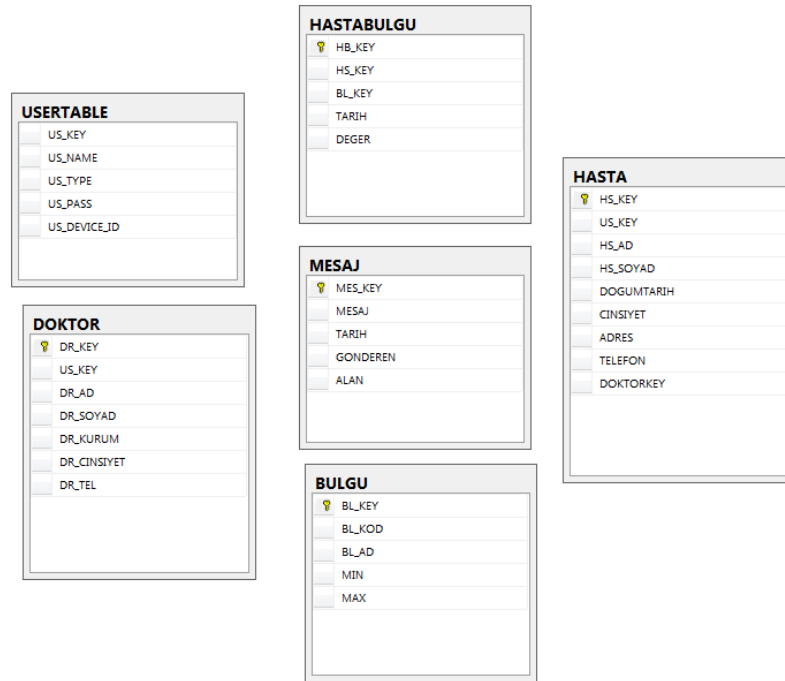 HASTABULGU
HB_KEY
HS_KEY
BL_KEY
TARIH
DEGER
USERTABLE
US_KEY
US_NAME
US_TYPE
US_PASS
US_DEVICE_ID
HASTA
HS_KEY
US_KEY
HS_AD
HS_SOYAD
DOGUMTARIH
CINSIYET
ADRES
TELEFON
DOKTORKEY
MESAJ
MES_KEY
MESAJ
TARIH
GONDEREN
ALAN
DOKTOR
DR_KEY
US_KEY
DR_AD
DR_SOYAD
DR_KURUM
DR_CINSIYET
DR_TEL
BULGU
BL_KEY
BL_KOD
BL_AD
MIN
MAX